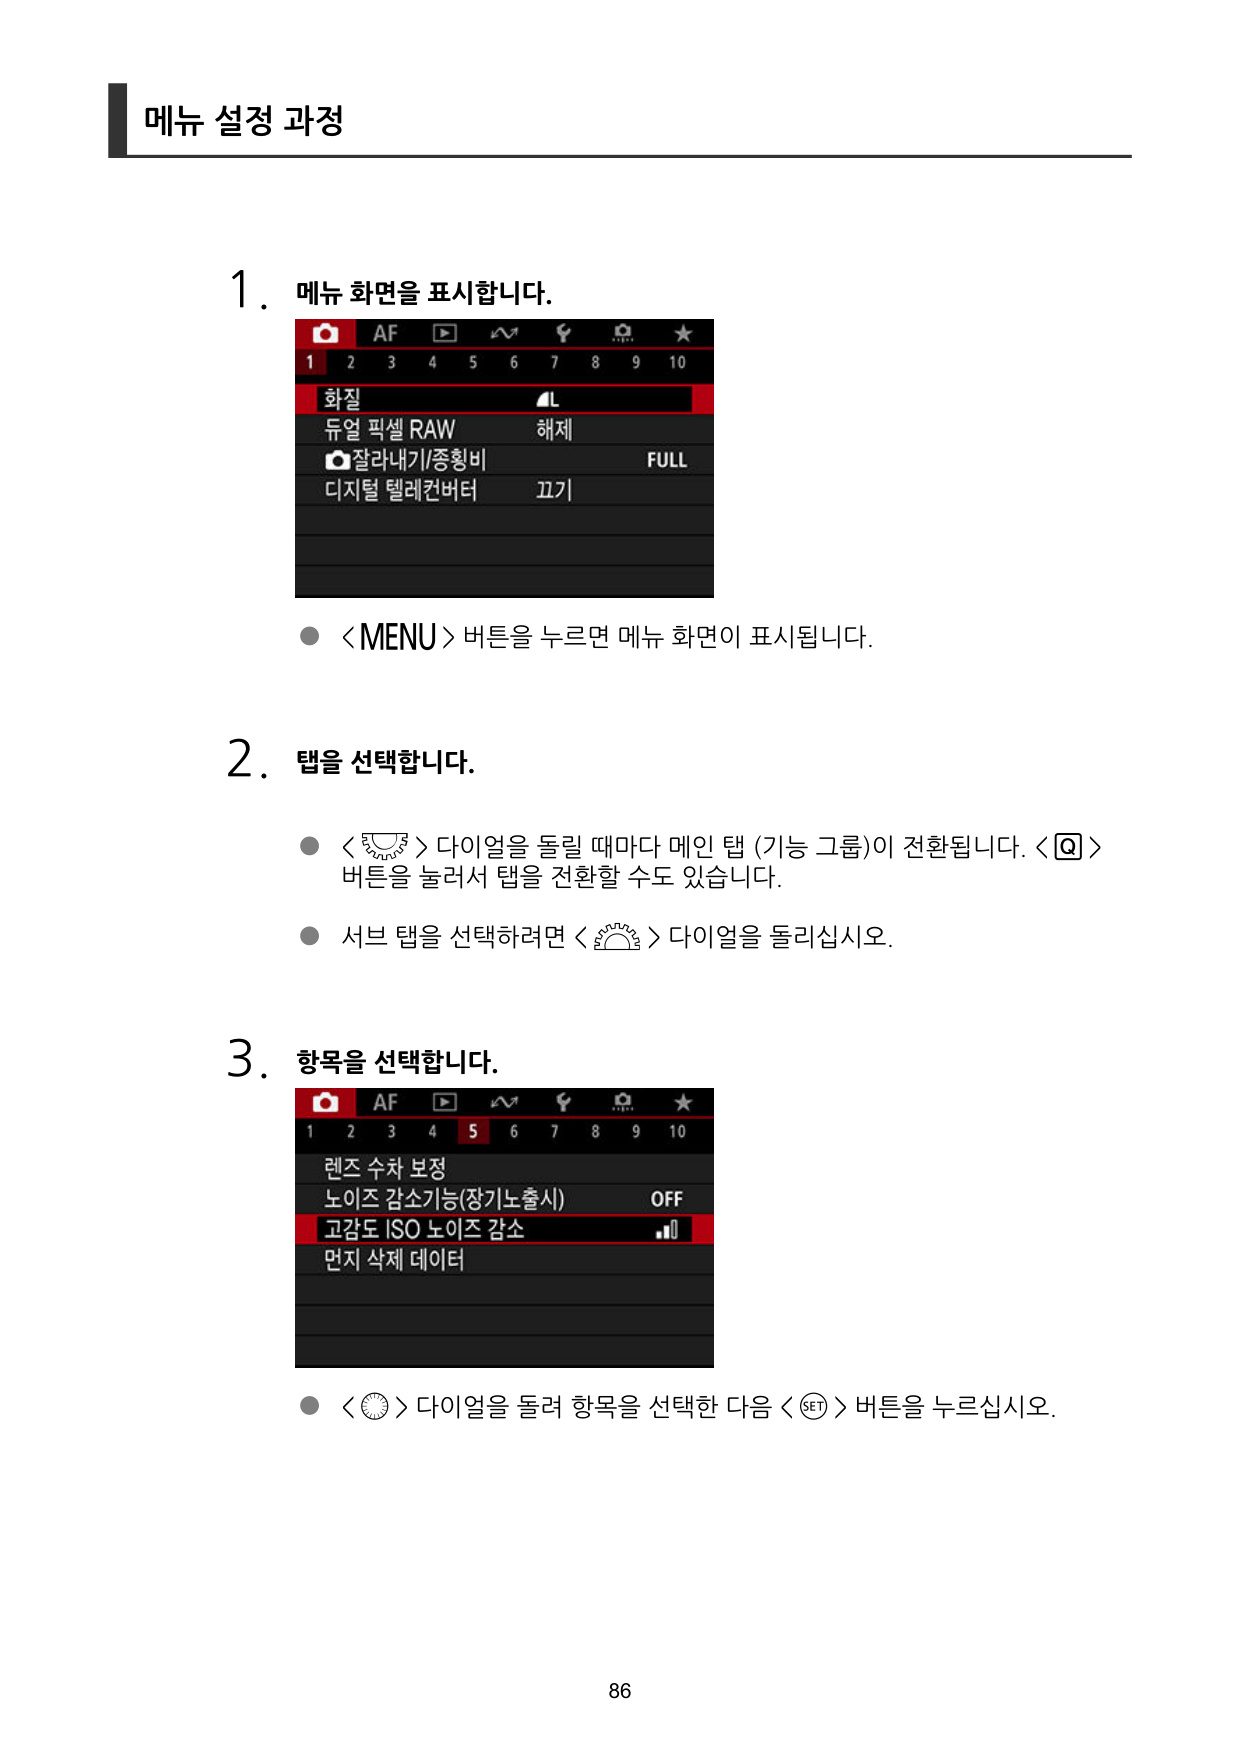 메뉴 설정 과정
1. 메뉴 화면을 표시합니다.
AF
1 2 3 4 5 6 7 8 9 10
화질 L
듀얼 픽셀 RAW 해제
잘라내기/종횡비 FULL
디지털 텔레컨버터 끄기
● <MENU> 버튼을 누르면 메뉴 화면이 표시됩니다.
2. 탭을 선택합니다.
● < > 다이얼을 돌릴 때마다 메인 탭 (기능 그룹)이 전환됩니다. <Q>
버튼을 눌러서 탭을 전환할 수도 있습니다.
● 서브 탭을 선택하려면 < > 다이얼을 돌리십시오.
3. 항목을 선택합니다.
AF
1 2 3 4 5 6 7 8 9 10
렌즈 수차 보정
노이즈 감소기능(장기노출시) OFF
고감도 ISO 노이즈 감소
먼지 삭제 데이터
● < > 다이얼을 돌려 항목을 선택한 다음 <SET> 버튼을 누르십시오.
86